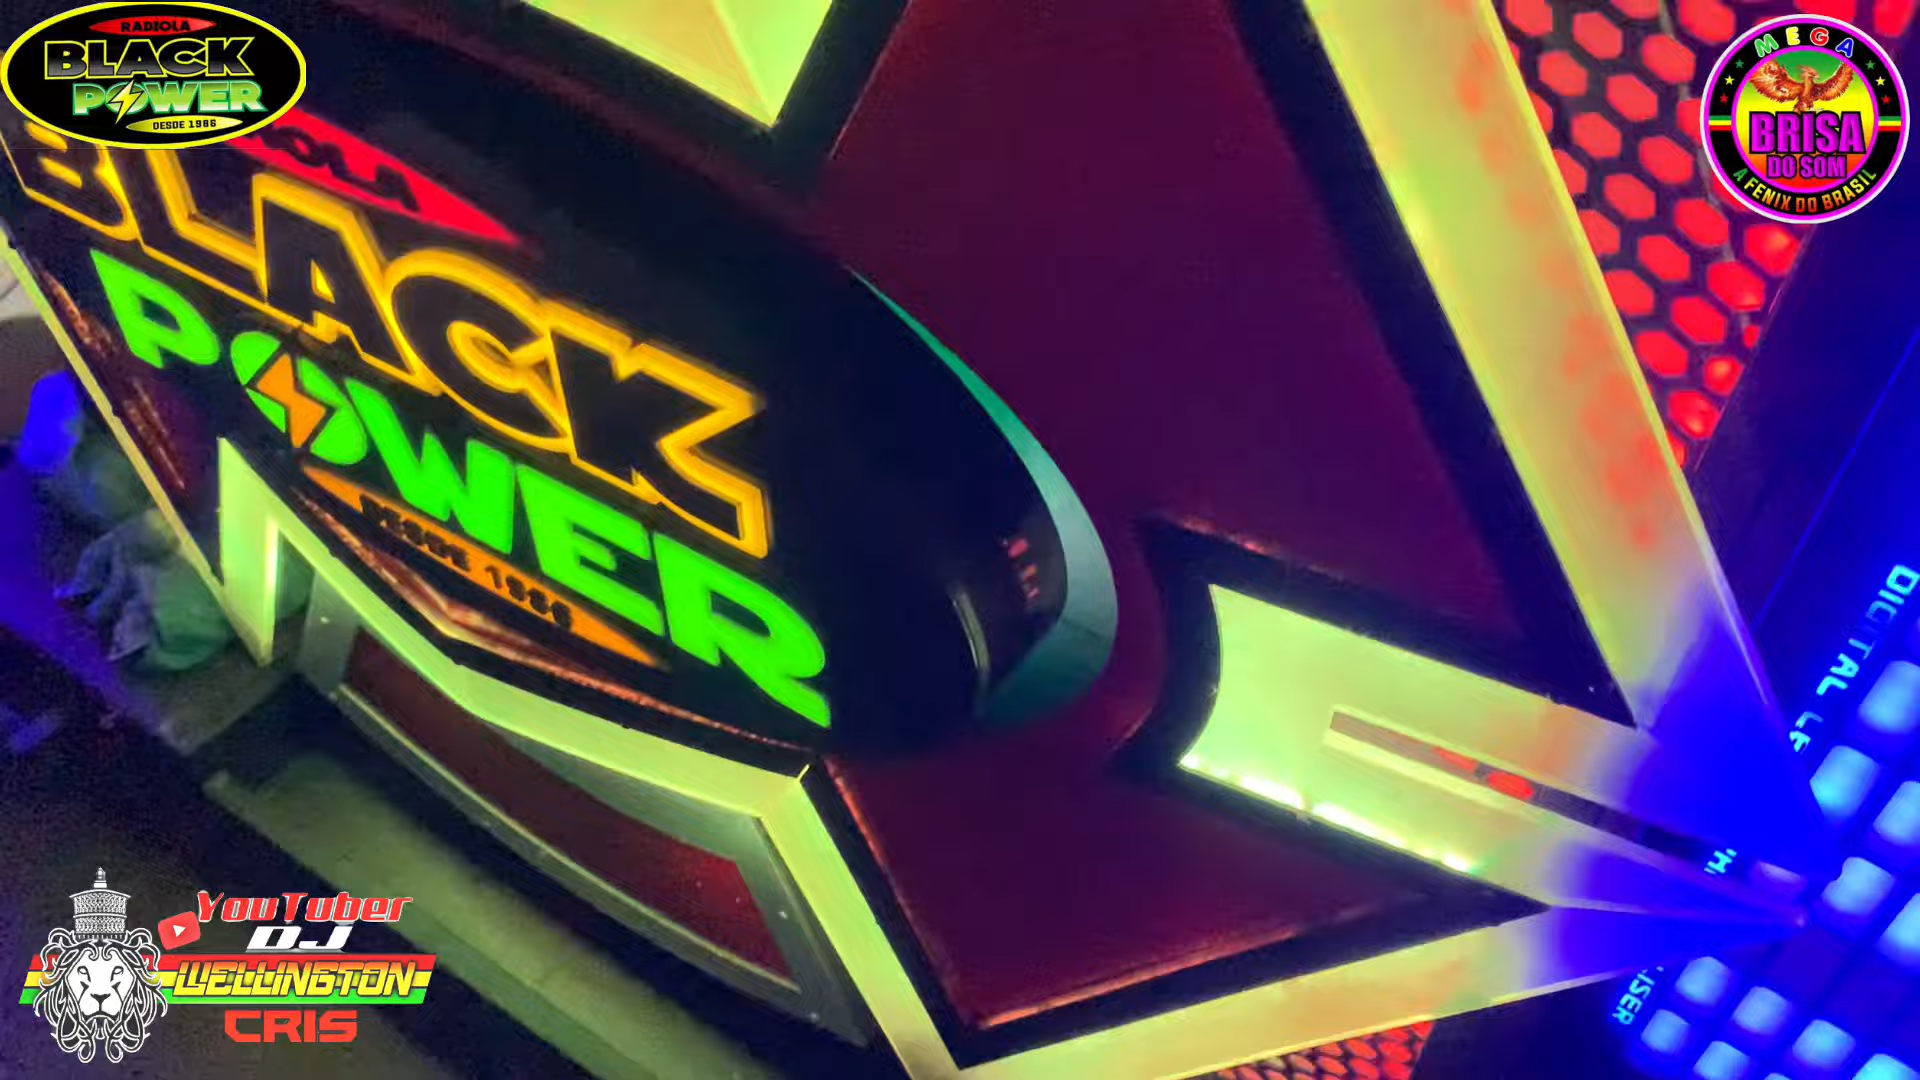 RADIOLA
BLACK
POWER
DESDE 1986
MEGA
BRISA
DO SOM
A FENIX DO BRASIL
BLACK
POWER
DESDE 1986
DIGITAL
YouTuber
DJ
WELLINGTON
CRIS